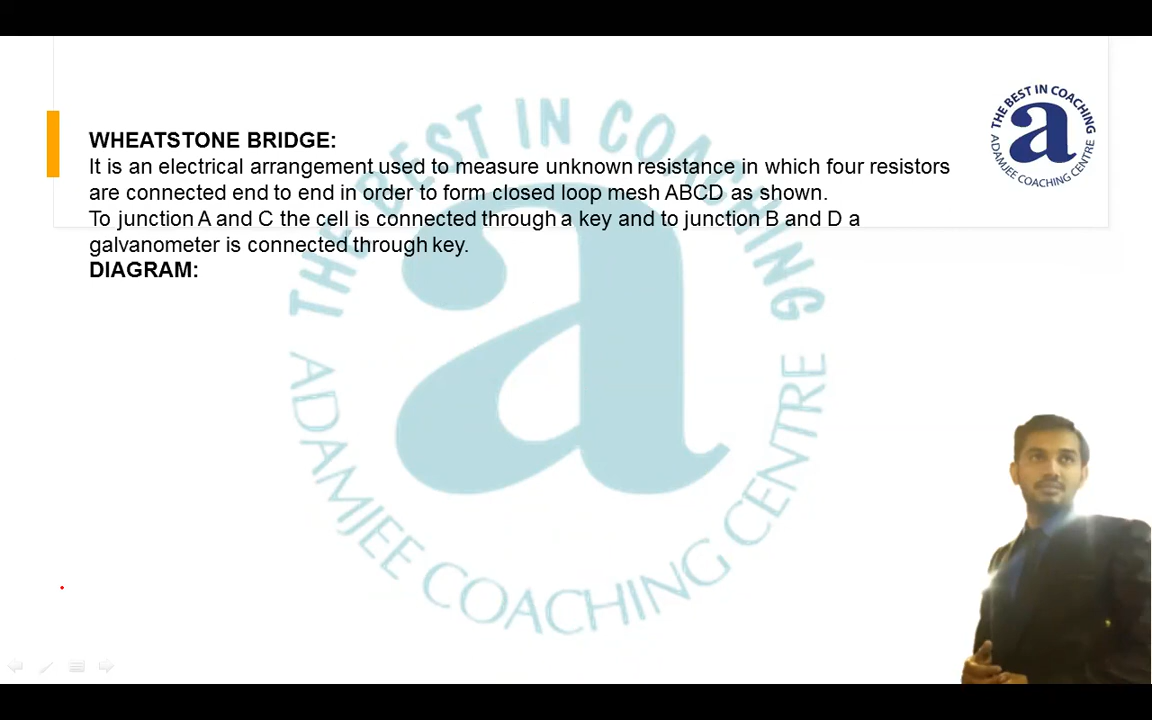 WHEATSTONE BRIDGE:
It is an electrical arrangement used to measure unknown resistance in which four resistors
are connected end to end in order to form closed loop mesh ABCD as shown.
To junction A and C the cell is connected through a key and to junction B and D a
galvanometer is connected through key.
DIAGRAM:
THE BEST IN COACHING
a
ADAMJEE COACHING CENTRE
THE BEST IN COACHING
a
ADAMJEE COACHING CENTRE